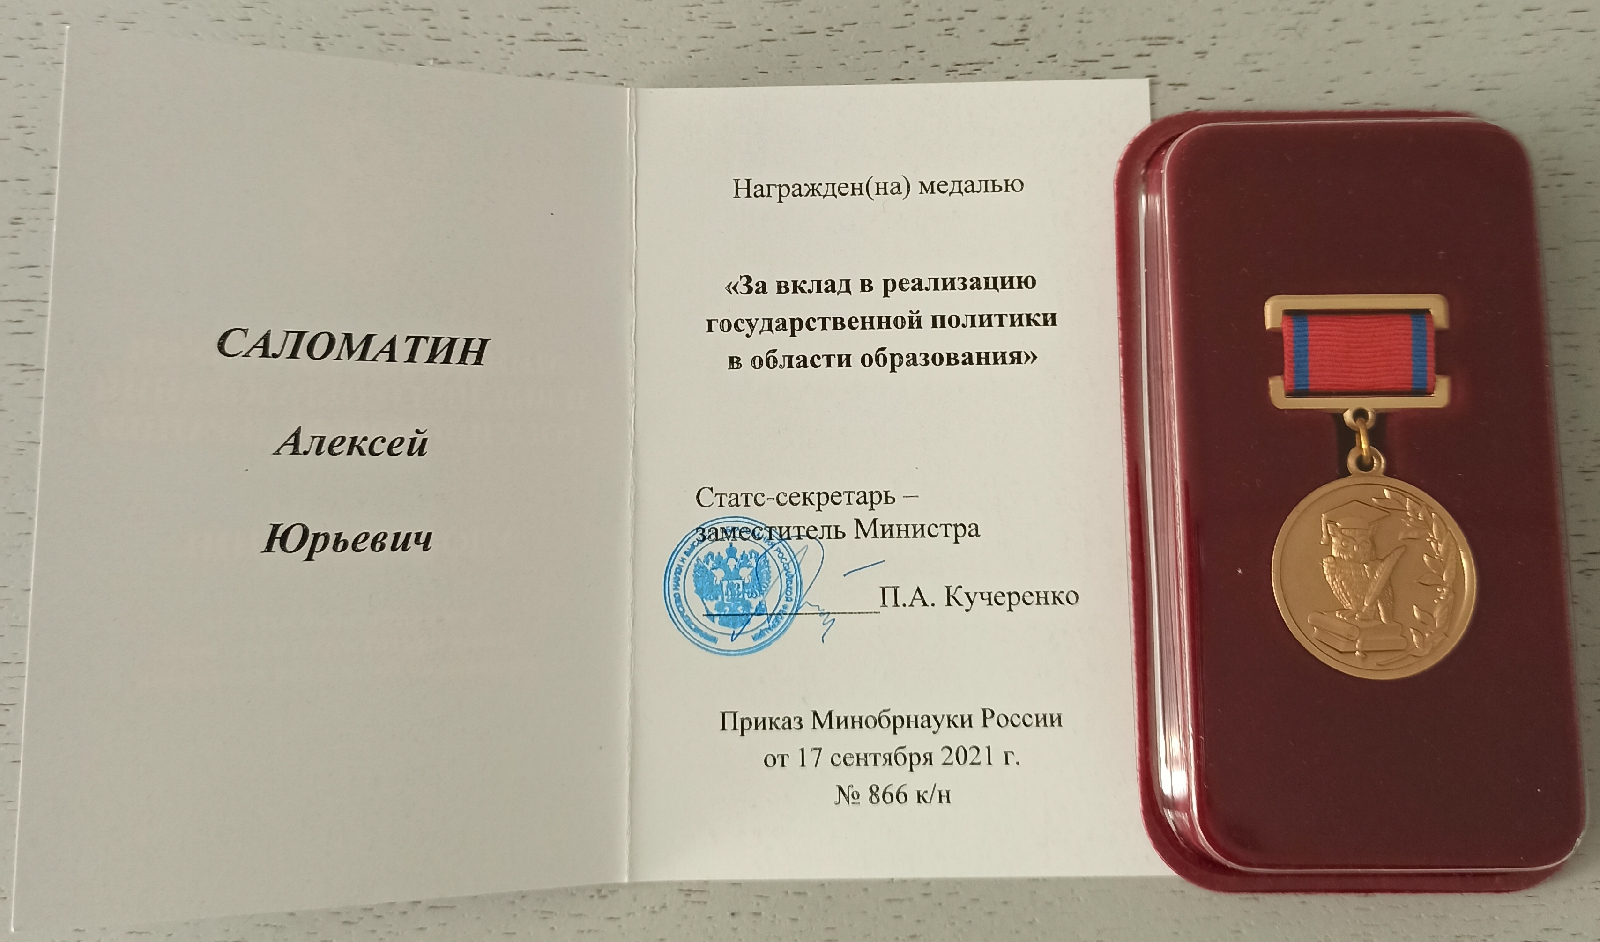 САЛОМАТИН
Алексей
Юрьевич
Награжден(на) медалью
«За вклад в реализацию
государственной политики
в области образования»
Статс-секретарь –
заместитель Министра
П.А. Кучеренко
Приказ Минобрнауки России
от 17 сентября 2021 г.
№ 866 к/н